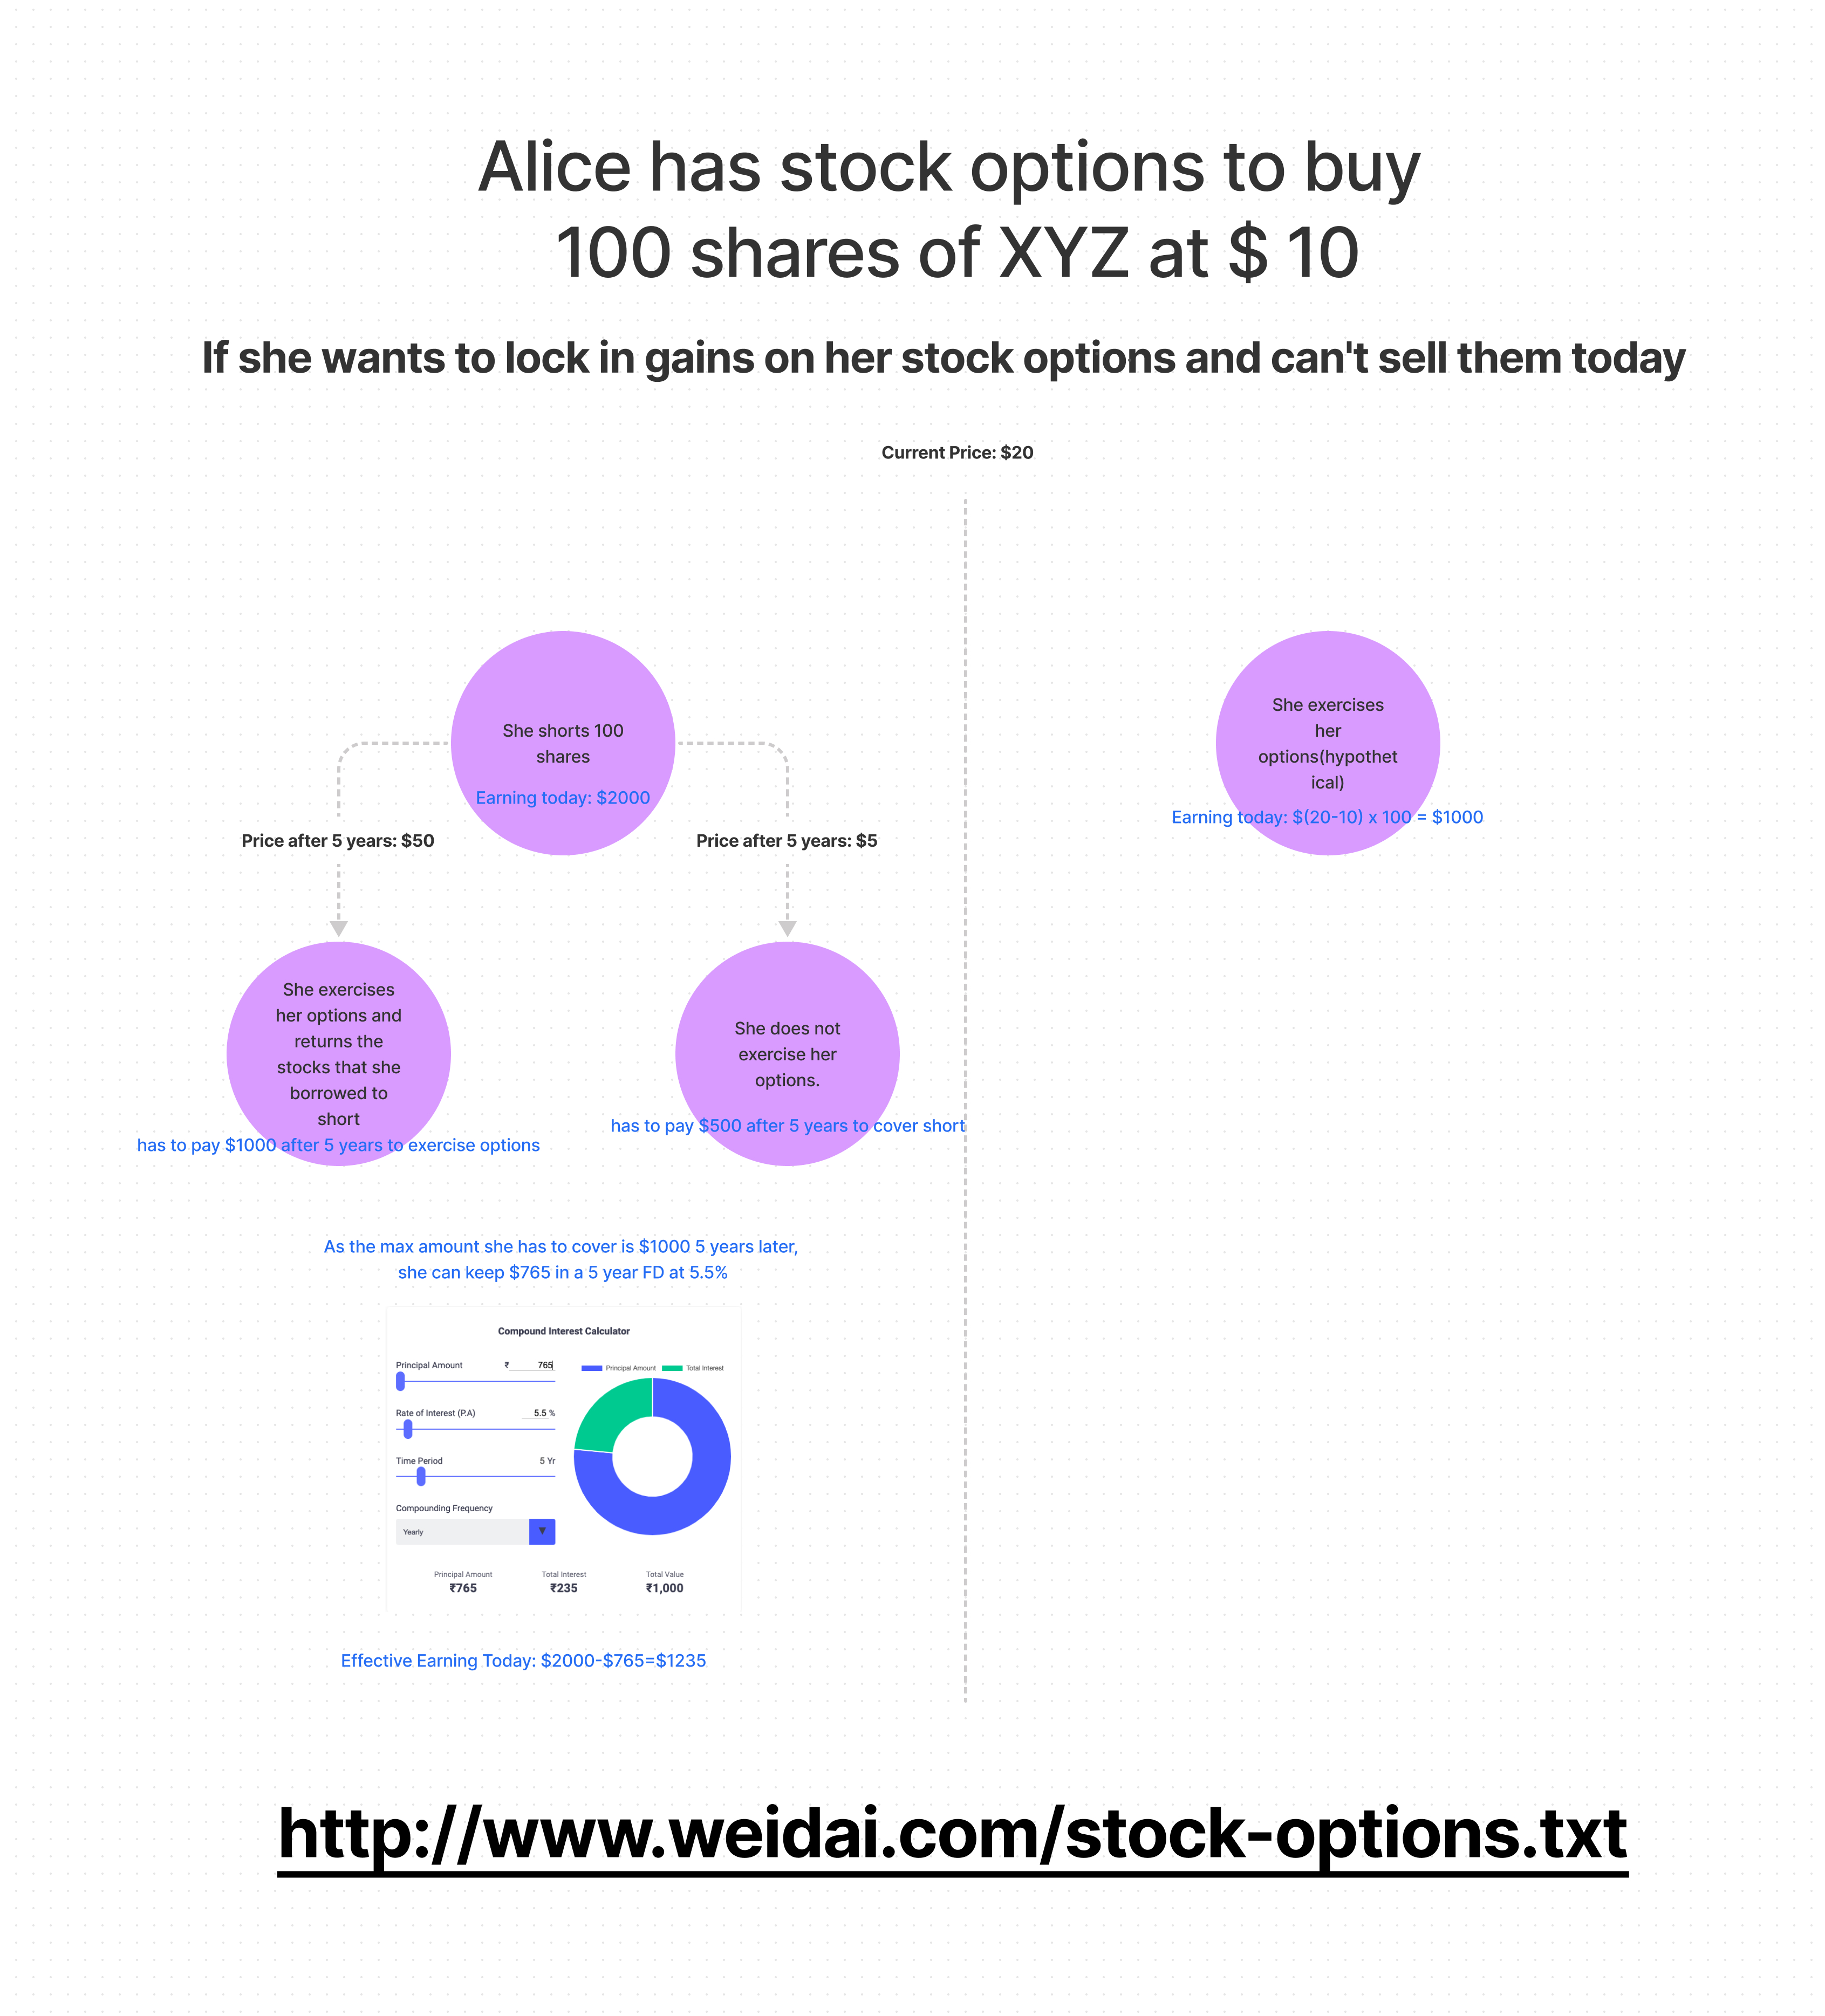 Alice has stock options to buy
100 shares of XYZ at $ 10
If she wants to lock in gains on her stock options and can't sell them today
Current Price: $20
She shorts 100
shares
Earning today: $2000
She exercises
her
options(hypothet
ical)
Earning today: $(20-10) x 100 = $1000
Price after 5 years: $50
Price after 5 years: $5
She exercises
her options and
returns the
stocks that she
borrowed to
short
has to pay $1000 after 5 years to exercise options
She does not
exercise her
options.
has to pay $500 after 5 years to cover short
As the max amount she has to cover is $1000 5 years later,
she can keep $765 in a 5 year FD at 5.5%
Compound Interest Calculator
Principal Amount ₹ 765
Principal Amount Total Interest
Rate of Interest (P.A) 5.5 %
Time Period 5 Yr
Compounding Frequency
Yearly
Principal Amount Total Interest Total Value
₹765 ₹235 ₹1,000
Effective Earning Today: $2000-$765=$1235
http://www.weidai.com/stock-options.txt